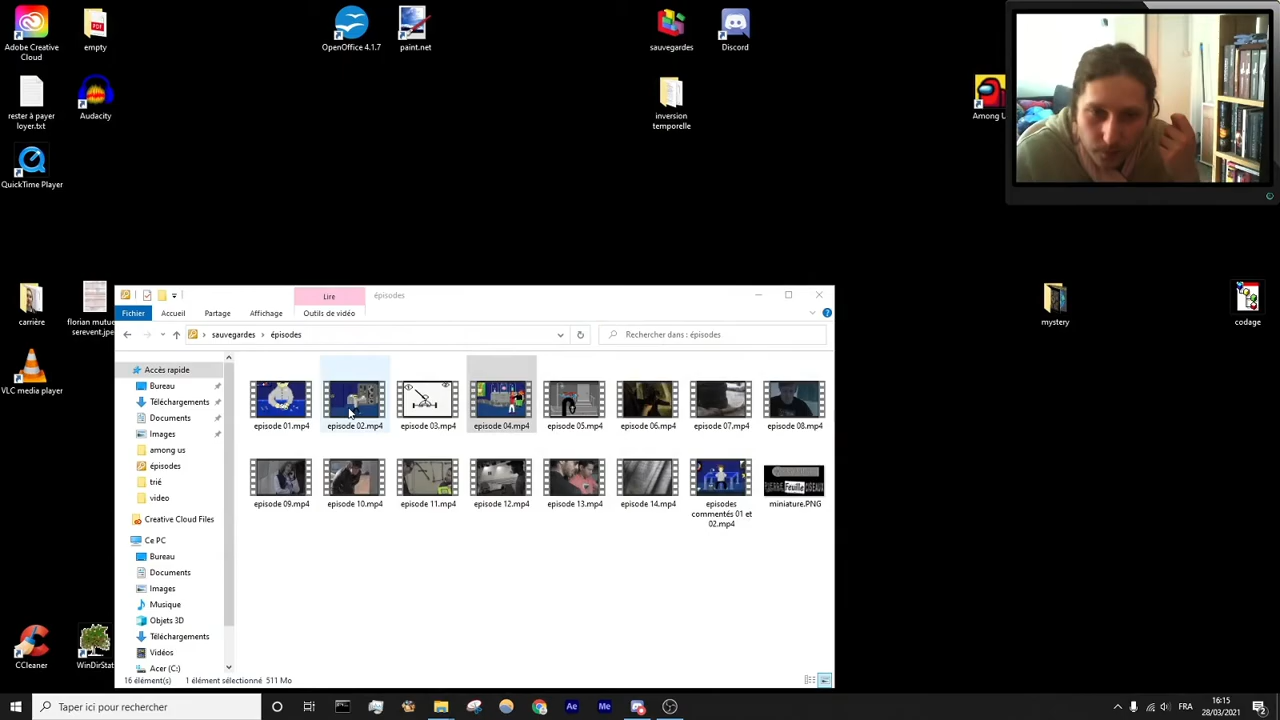 Adobe Creative
Cloud
empty
OpenOffice 4.1.7
paint.net
sauvegardes
Discord
rester à payer
loyer.txt
Audacity
inversion
temporelle
Among U
QuickTime Player
carrière
florian mutue
serevent.jpe
mystery
codage
VLC media player
CCleaner
WinDirStat
Lire
épisodes
Fichier
Accueil
Partage
Affichage
Outils de vidéo
sauvegardes > épisodes
Rechercher dans : épisodes
Accès rapide
Bureau
Téléchargements
Documents
Images
among us
épisodes
trié
video
Creative Cloud Files
Ce PC
Bureau
Documents
Images
Musique
Objets 3D
Téléchargements
Vidéos
Acer (C:)
episode 01.mp4
episode 02.mp4
episode 03.mp4
episode 04.mp4
episode 05.mp4
episode 06.mp4
episode 07.mp4
episode 08.mp4
episode 09.mp4
episode 10.mp4
episode 11.mp4
episode 12.mp4
episode 13.mp4
episode 14.mp4
episodes
commentés 01 et
02.mp4
miniature.PNG
16 élément(s)
1 élément sélectionné 511 Mo
Taper ici pour rechercher
Ae
Me
FRA
16:15
28/03/2021